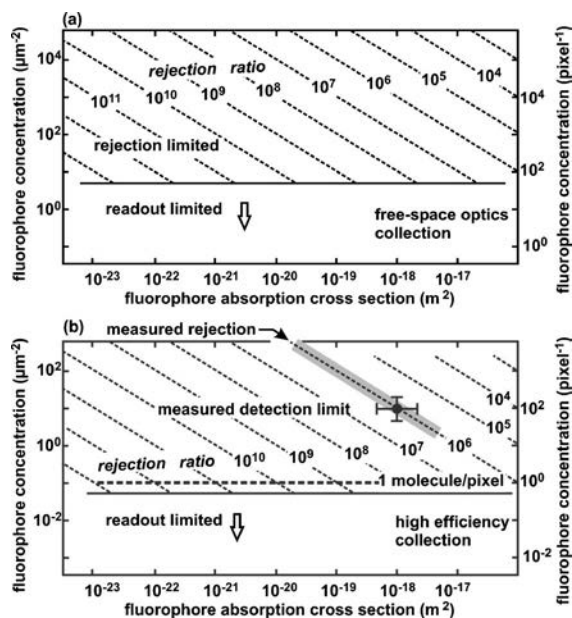 (a)
fluorophore concentration (µm⁻²)
10⁴
10²
10⁰
rejection ratio
10¹¹ 10¹⁰ 10⁹ 10⁸ 10⁷ 10⁶ 10⁵ 10⁴
rejection limited
readout limited
free-space optics
collection
10⁴
10²
10⁰
fluorophore concentration (pixel⁻¹)
10⁻²³ 10⁻²² 10⁻²¹ 10⁻²⁰ 10⁻¹⁹ 10⁻¹⁸ 10⁻¹⁷
fluorophore absorption cross section (m²)
(b)
measured rejection
fluorophore concentration (µm⁻²)
10²
10⁰
10⁻²
measured detection limit
rejection ratio
10¹⁰ 10⁹ 10⁸ 10⁷ 10⁶ 10⁵ 10⁴
1 molecule/pixel
readout limited
high efficiency
collection
10²
10⁰
10⁻²
fluorophore concentration (pixel⁻¹)
10⁻²³ 10⁻²² 10⁻²¹ 10⁻²⁰ 10⁻¹⁹ 10⁻¹⁸ 10⁻¹⁷
fluorophore absorption cross section (m²)